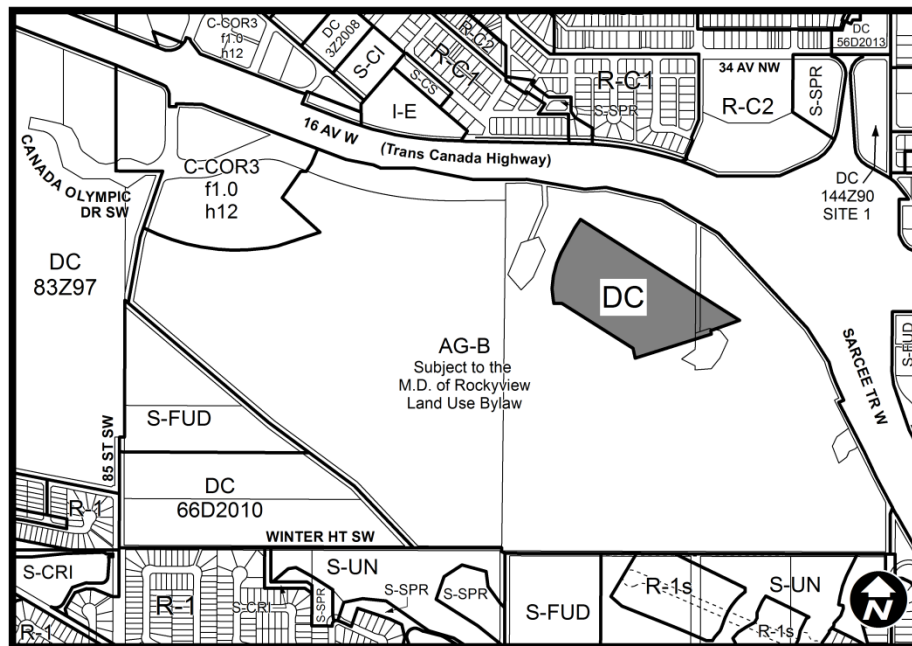 C-COR3
f1.0
h12
DC
3Z2008
S-CI
R-C2
R-C1
S-CS
I-E
R-C1
S-SPR
34 AV NW
R-C2
S-SPR
DC
56D2013
16 AV W
(Trans Canada Highway)
DC
144Z90
SITE 1
CANADA OLYMPIC
DR SW
C-COR3
f1.0
h12
DC
83Z97
DC
AG-B
Subject to the
M.D. of Rockyview
Land Use Bylaw
SARCEE TR W
S-FUD
S-FUD
85 ST SW
DC
66D2010
R-1
WINTER HT SW
S-CRI
R-1
S-CRI
S-SPR
S-UN
S-SPR
S-SPR
S-FUD
R-1s
S-UN
R-1s
R-1
N